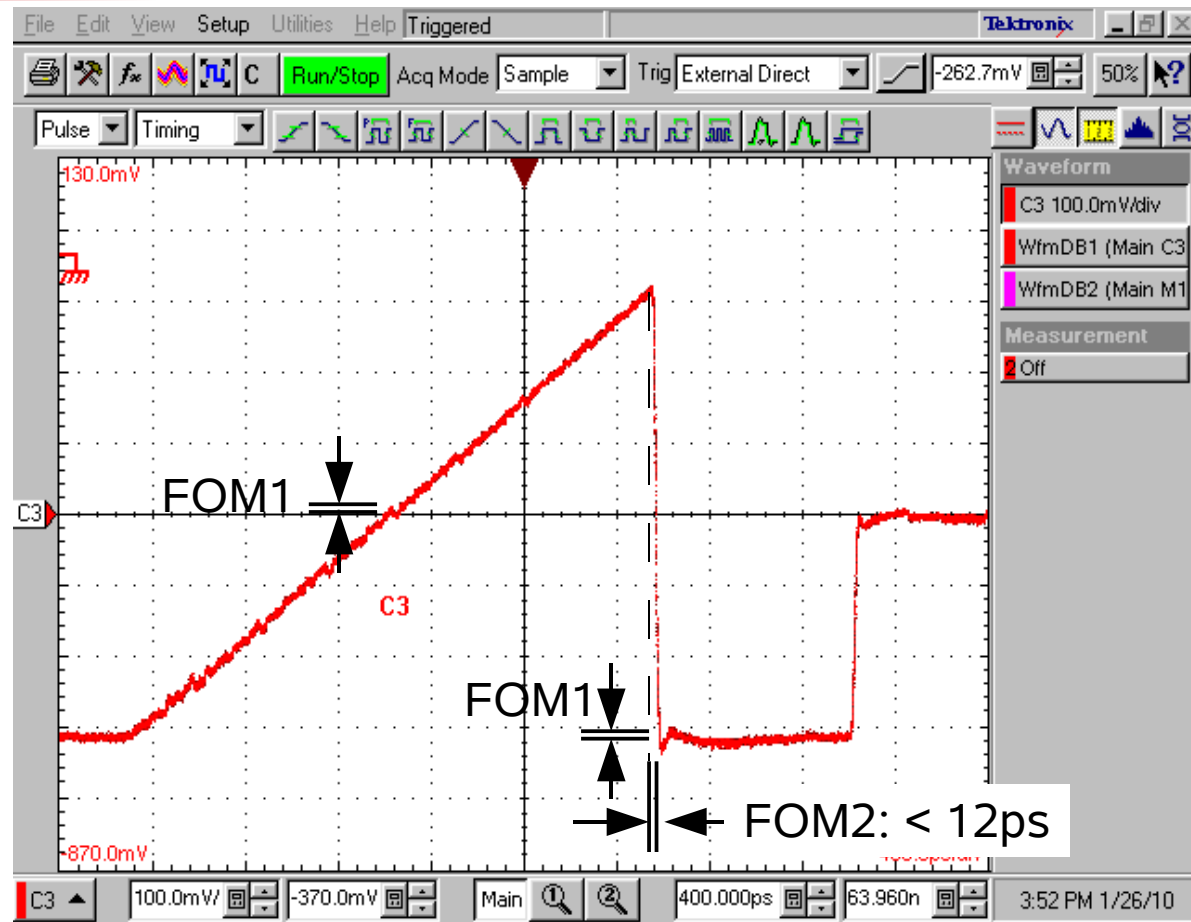 File Edit View Setup Utilities Help Triggered Tektronix
fx C Run/Stop Acq Mode Sample Trig External Direct -262.7mV 50% ?
Pulse Timing
130.0mV
Waveform
C3 100.0mV/div
WfmDB1 (Main C3
WfmDB2 (Main M1
Measurement
2 Off
FOM1
C3
C3
FOM1
FOM2: < 12ps
-870.0mV
C3 100.0mV/ -370.0mV Main 1 2 400.000ps 63.960n 3:52 PM 1/26/10